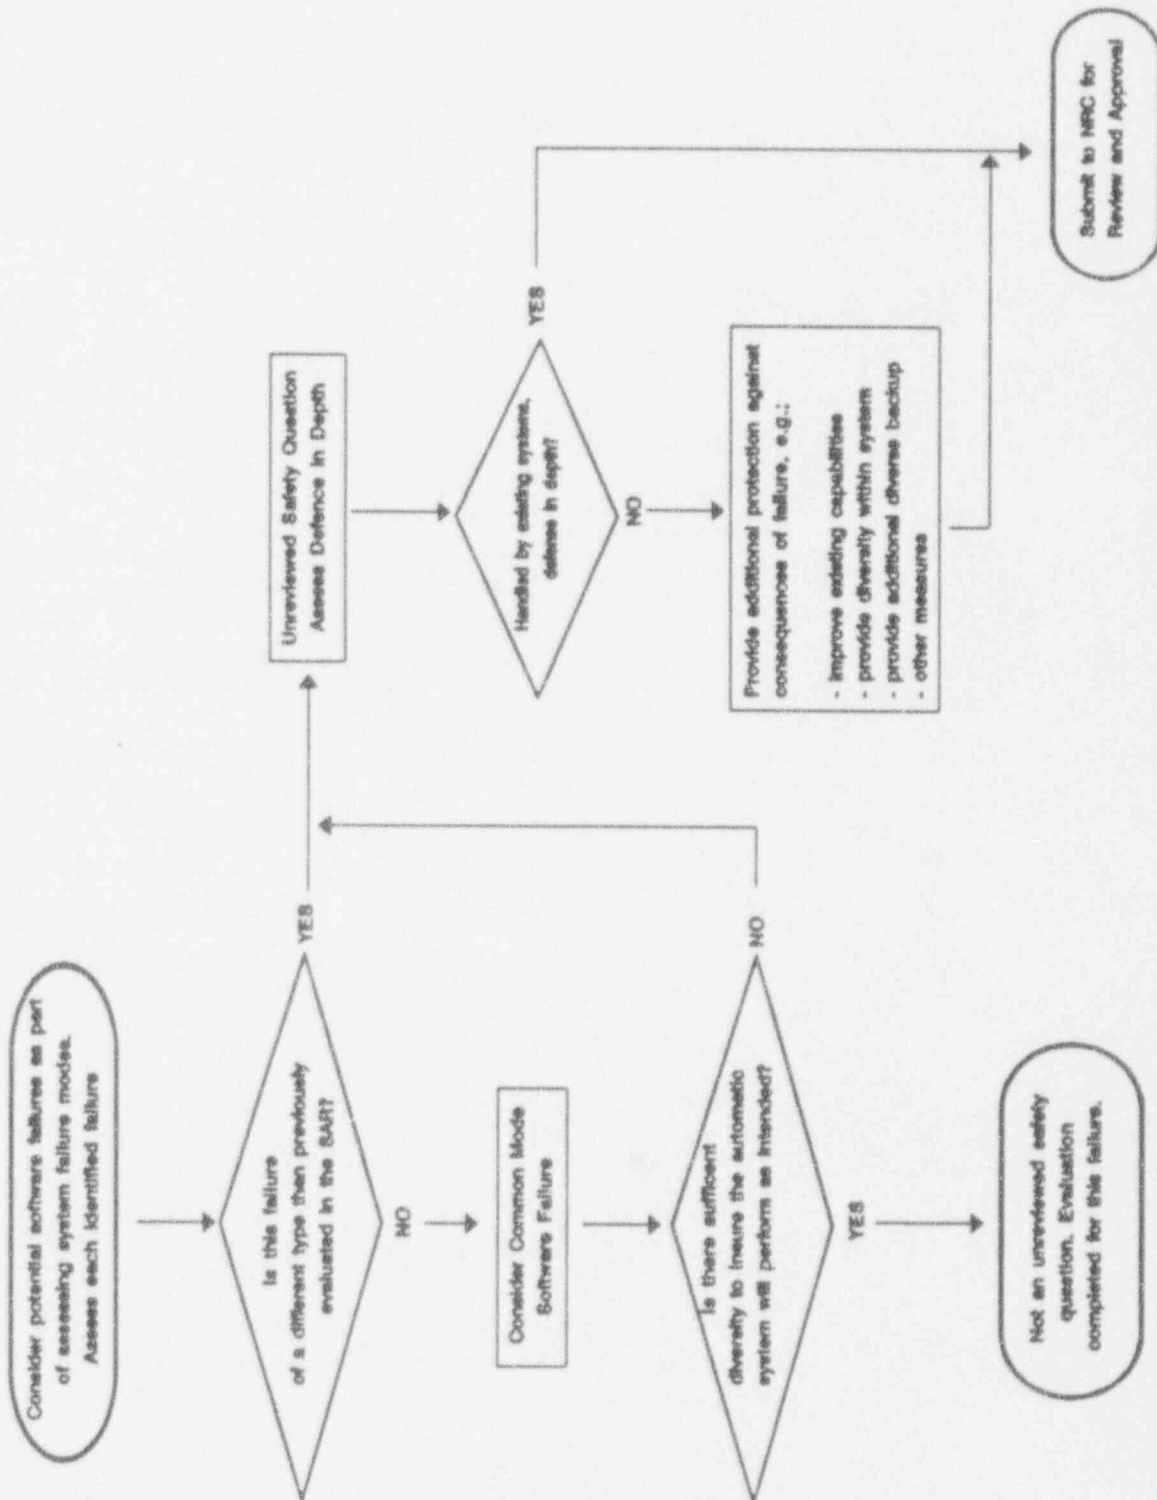 Consider potential software failures as part
of assessing system failure modes.
Assess each identified failure
Is this failure
of a different type then previously
evaluated in the SAR?
YES
NO
Consider Common Mode
Software Failure
Is there sufficent
diversity to insure the automatic
system will perform as intended?
NO
YES
Not an unreviewed safety
question. Evaluation
completed for this failure.
Unreviewed Safety Question
Assess Defence in Depth
Handled by existing systems,
defense in depth?
YES
NO
Provide additional protection against
consequences of failure, e.g.:
- improve existing capabilities
- provide diversity within system
- provide additional diverse backup
- other measures
Submit to NRC for
Review and Approval